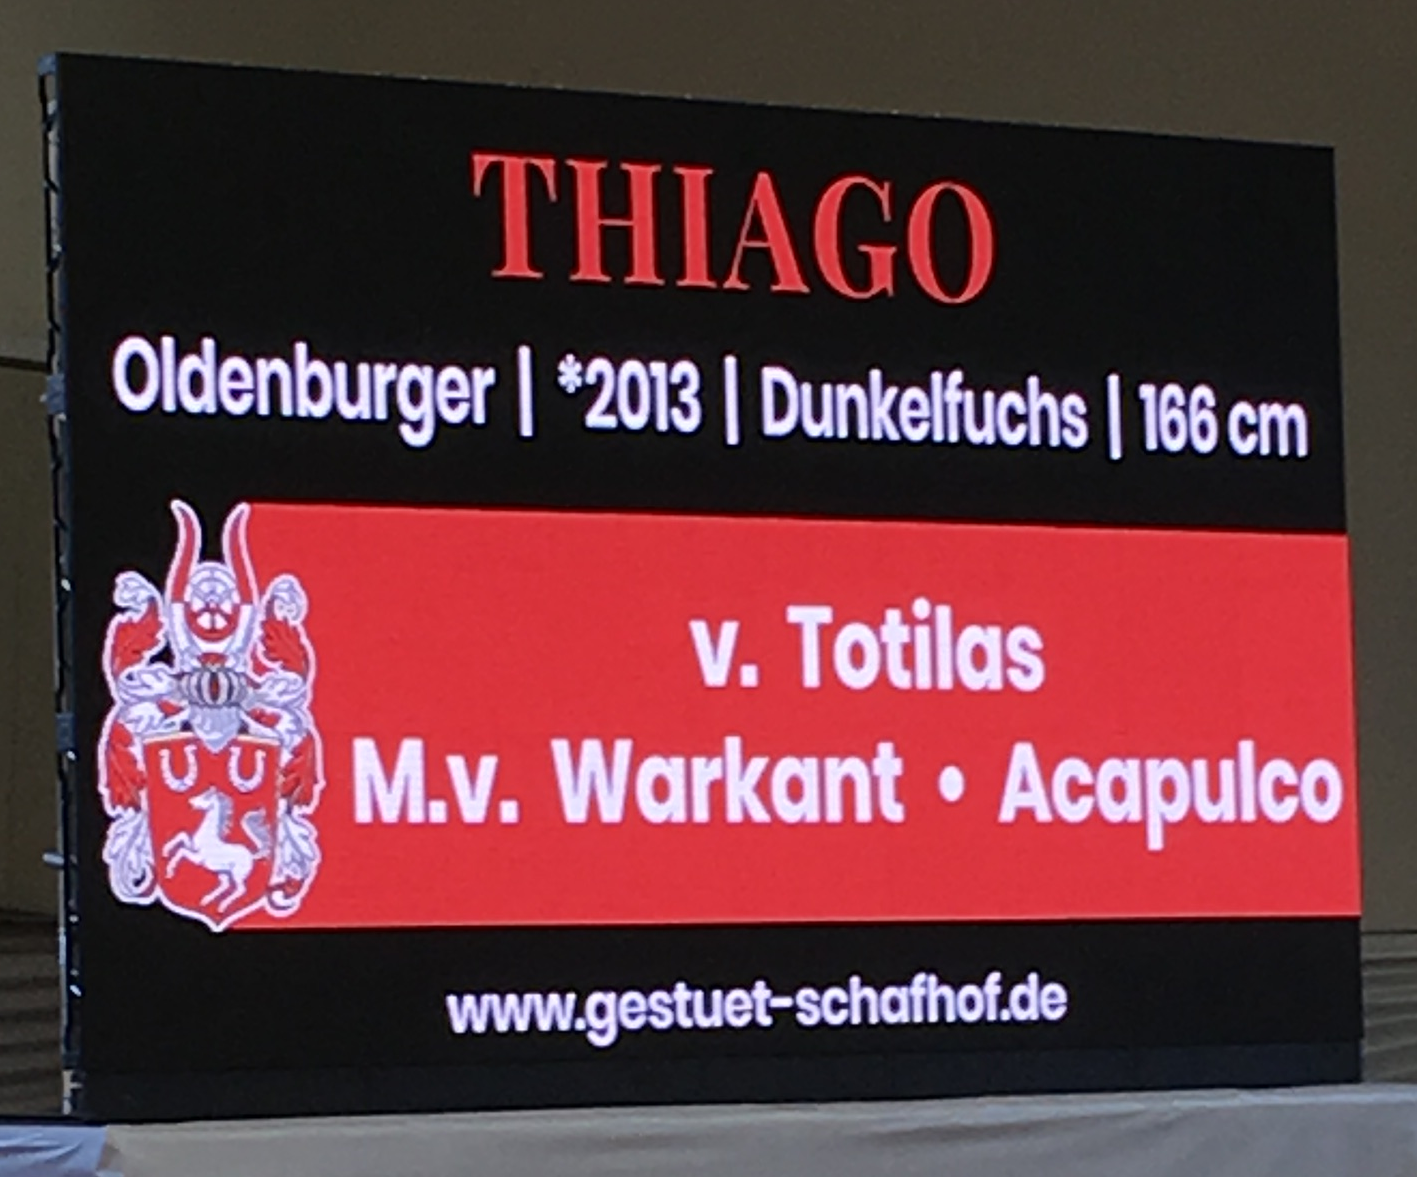 THIAGO
Oldenburger | *2013 | Dunkelfuchs | 166 cm
v. Totilas
M.v. Warkant • Acapulco
www.gestuet-schafhof.de